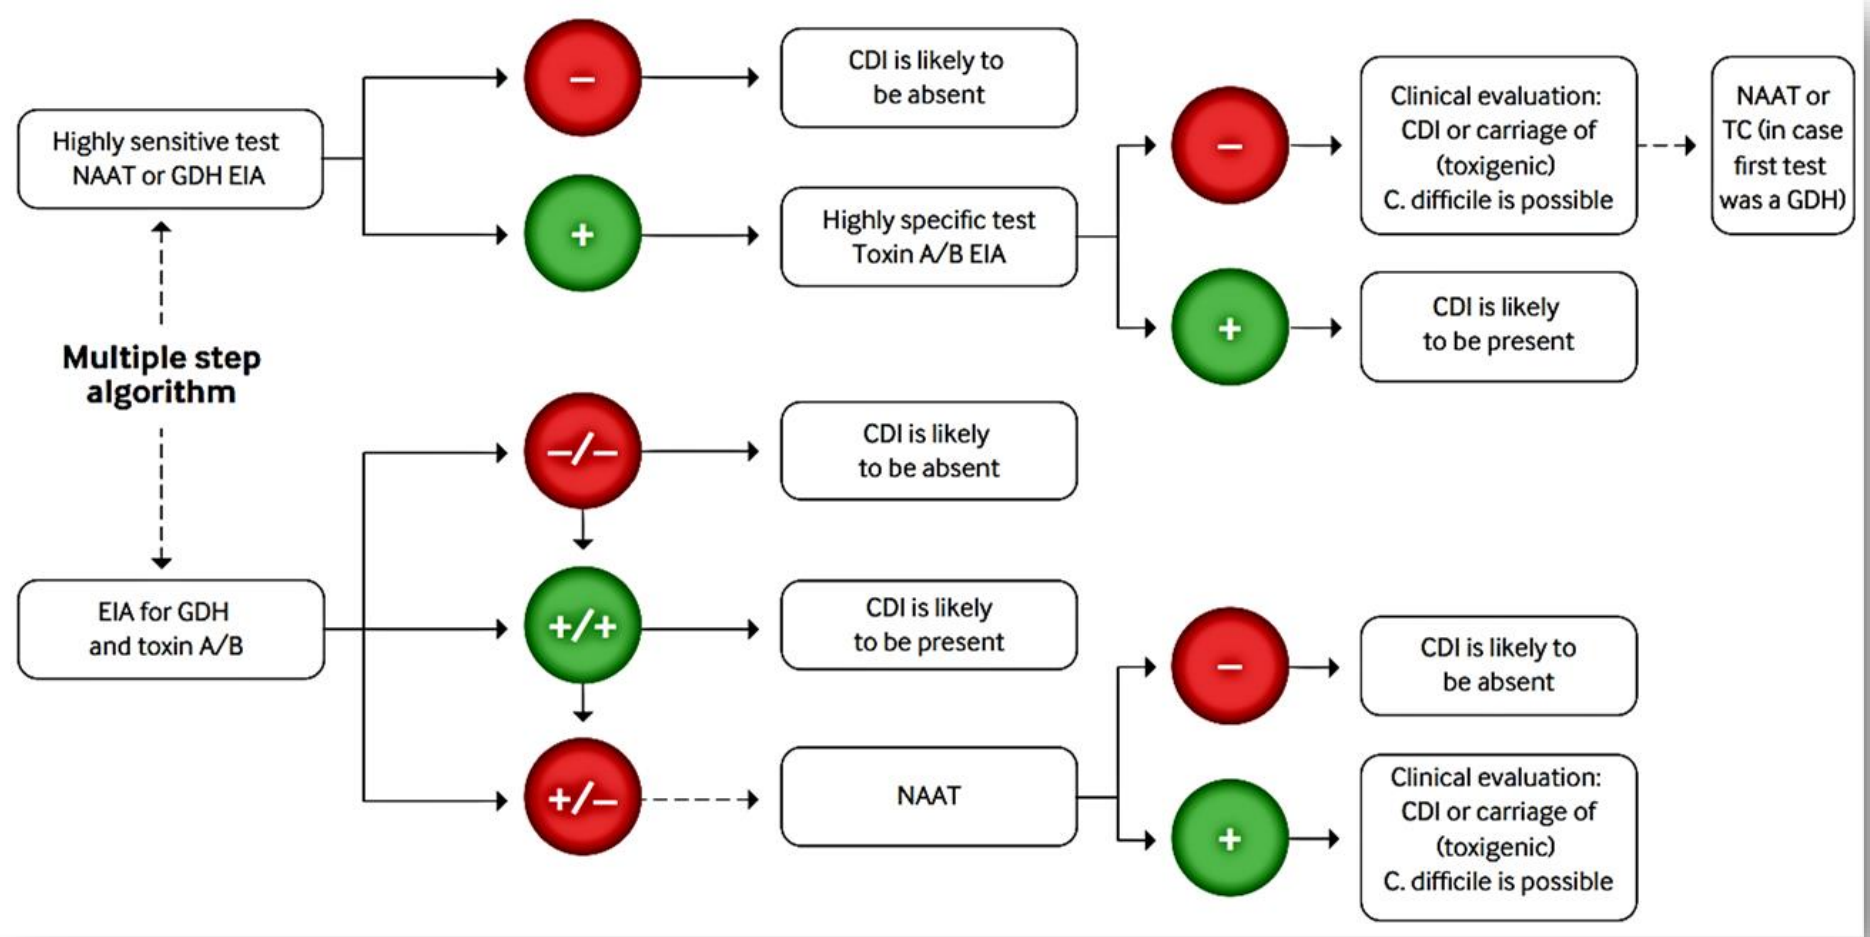 Highly sensitive test
NAAT or GDH EIA
–
CDI is likely to
be absent
+
Highly specific test
Toxin A/B EIA
–
Clinical evaluation:
CDI or carriage of
(toxigenic)
C. difficile is possible
NAAT or
TC (in case
first test
was a GDH)
+
CDI is likely
to be present
Multiple step
algorithm
EIA for GDH
and toxin A/B
–/–
CDI is likely
to be absent
+/+
CDI is likely
to be present
+/–
NAAT
–
CDI is likely to
be absent
+
Clinical evaluation:
CDI or carriage of
(toxigenic)
C. difficile is possible